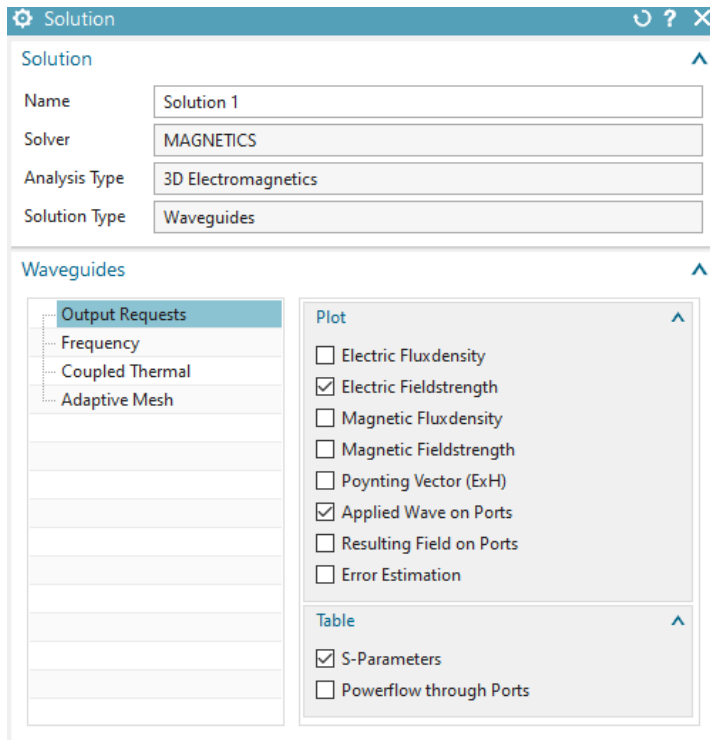 Solution
?
Solution
Name Solution 1
Solver MAGNETICS
Analysis Type 3D Electromagnetics
Solution Type Waveguides
Waveguides
Output Requests
Frequency
Coupled Thermal
Adaptive Mesh
Plot
Electric Fluxdensity
Electric Fieldstrength
Magnetic Fluxdensity
Magnetic Fieldstrength
Poynting Vector (ExH)
Applied Wave on Ports
Resulting Field on Ports
Error Estimation
Table
S-Parameters
Powerflow through Ports